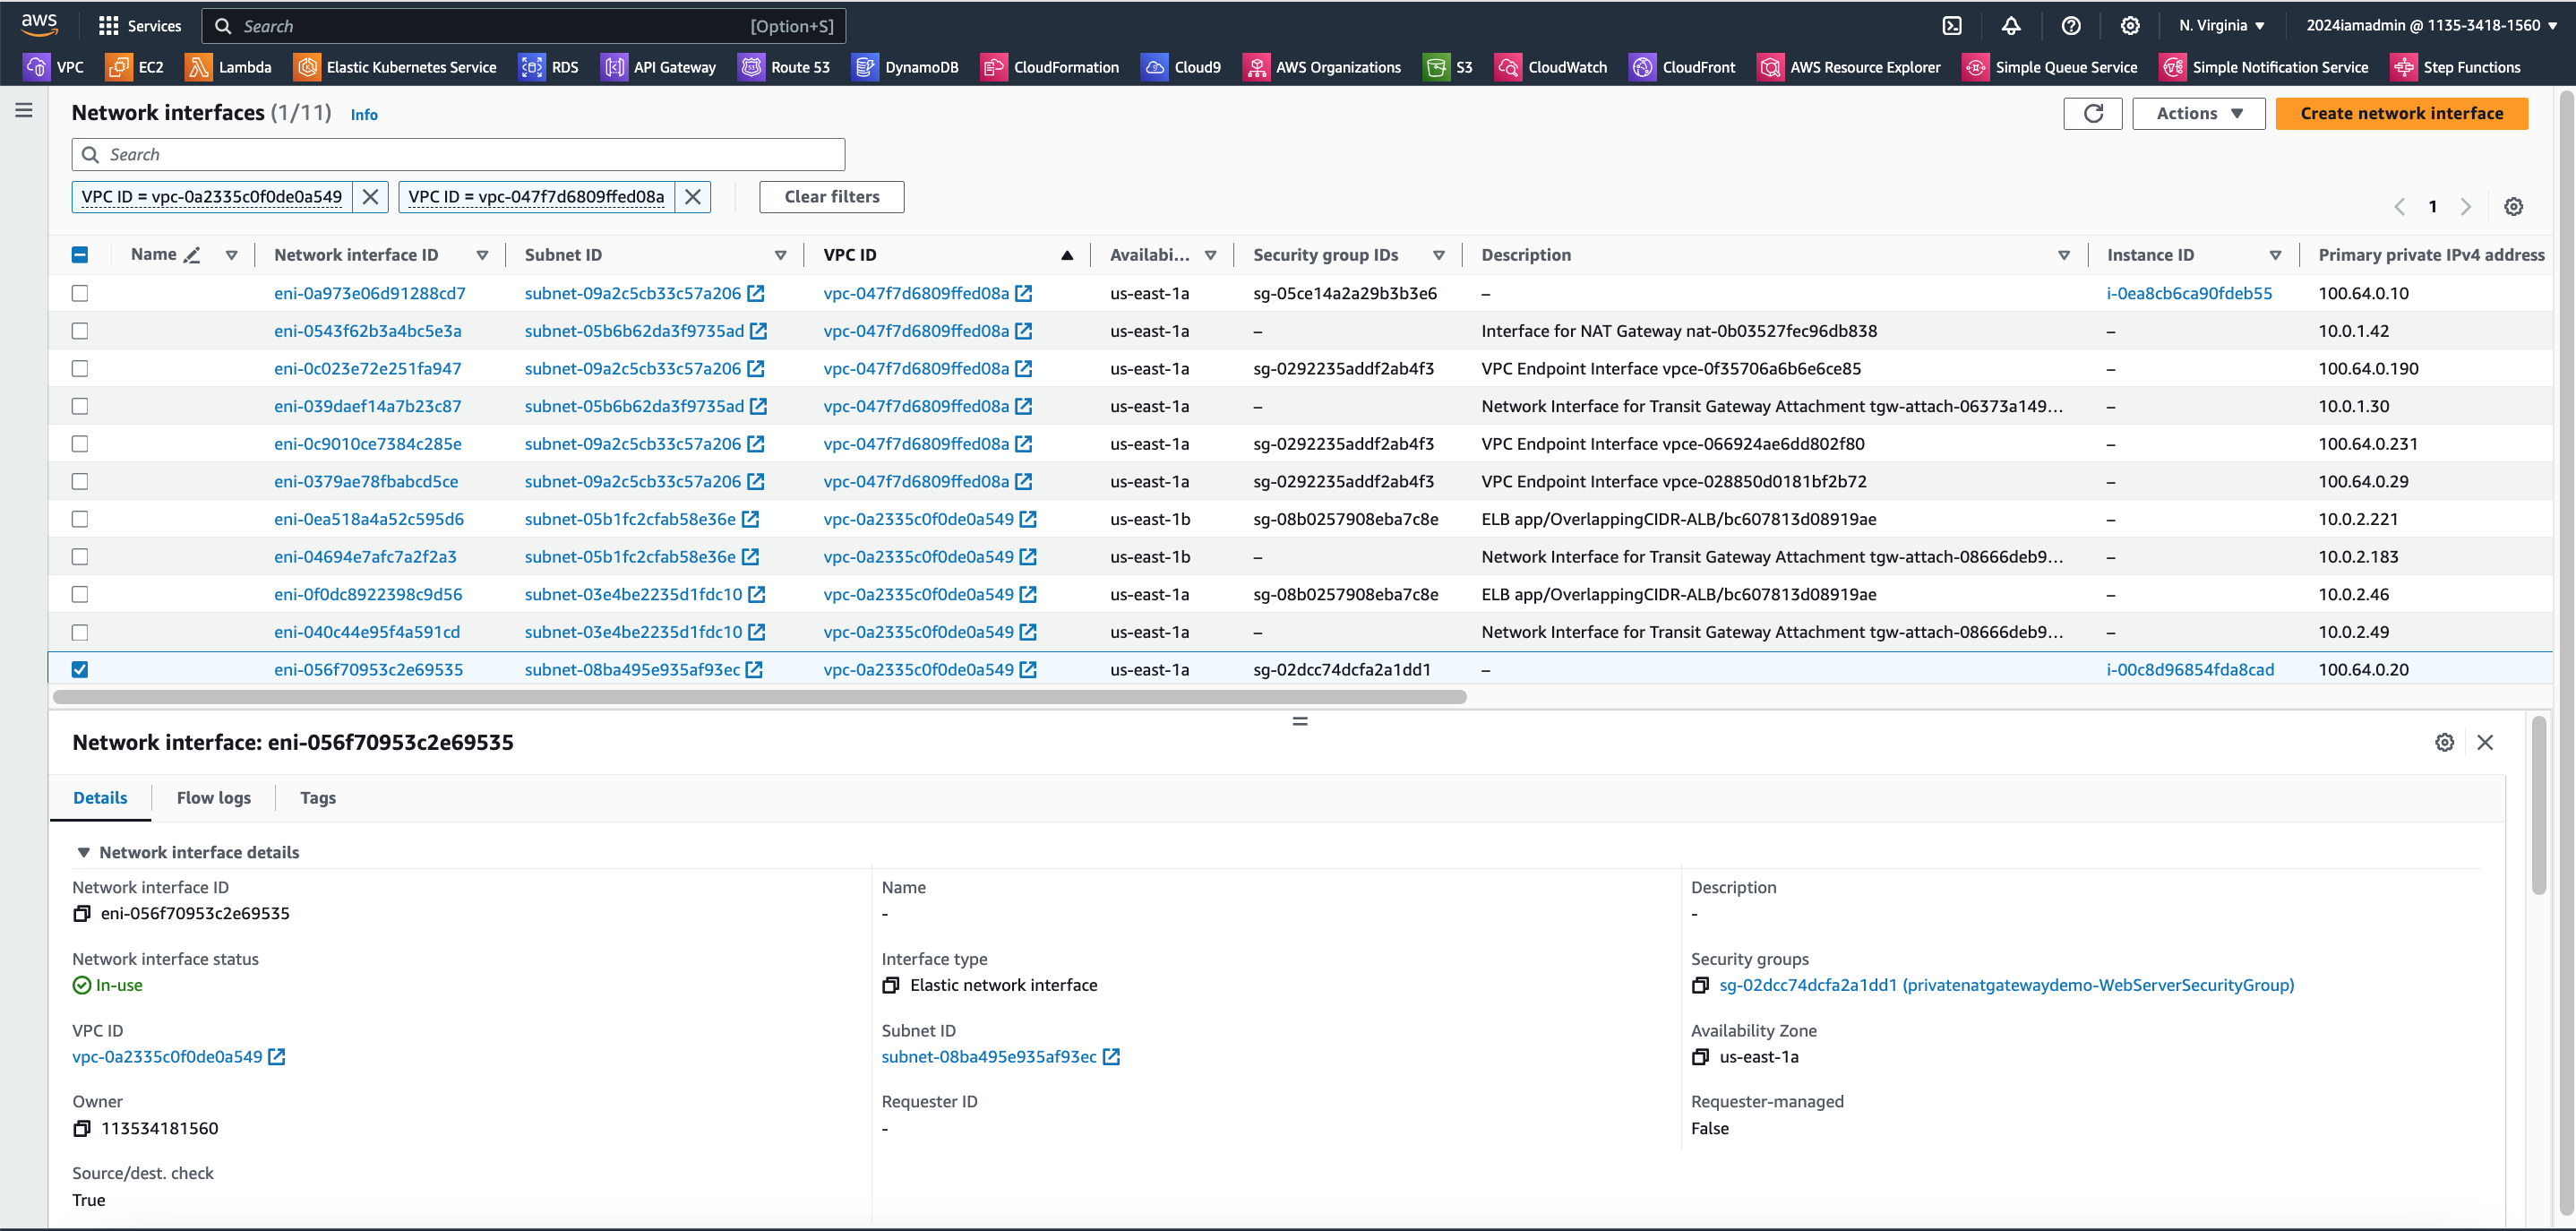 aws Services Search [Option+S] N. Virginia 2024iamadmin @ 1135-3418-1560
VPC EC2 Lambda Elastic Kubernetes Service RDS API Gateway Route 53 DynamoDB CloudFormation Cloud9 AWS Organizations S3 CloudWatch CloudFront AWS Resource Explorer Simple Queue Service Simple Notification Service Step Functions
Network interfaces (1/11) Info Actions Create network interface
Search
VPC ID = vpc-0a2335c0f0de0a549 VPC ID = vpc-047f7d6809ffed08a Clear filters 1
Name Network interface ID Subnet ID VPC ID Availabi... Security group IDs Description Instance ID Primary private IPv4 address
eni-0a973e06d91288cd7 subnet-09a2c5cb33c57a206 vpc-047f7d6809ffed08a us-east-1a sg-05ce14a2a29b3b3e6 – i-0ea8cb6ca90fdeb55 100.64.0.10
eni-0543f62b3a4bc5e3a subnet-05b6b62da3f9735ad vpc-047f7d6809ffed08a us-east-1a – Interface for NAT Gateway nat-0b03527fec96db838 – 10.0.1.42
eni-0c023e72e251fa947 subnet-09a2c5cb33c57a206 vpc-047f7d6809ffed08a us-east-1a sg-0292235addf2ab4f3 VPC Endpoint Interface vpce-0f35706a6b6e6ce85 – 100.64.0.190
eni-039daef14a7b23c87 subnet-05b6b62da3f9735ad vpc-047f7d6809ffed08a us-east-1a – Network Interface for Transit Gateway Attachment tgw-attach-06373a149... – 10.0.1.30
eni-0c9010ce7384c285e subnet-09a2c5cb33c57a206 vpc-047f7d6809ffed08a us-east-1a sg-0292235addf2ab4f3 VPC Endpoint Interface vpce-066924ae6dd802f80 – 100.64.0.231
eni-0379ae78fbabcd5ce subnet-09a2c5cb33c57a206 vpc-047f7d6809ffed08a us-east-1a sg-0292235addf2ab4f3 VPC Endpoint Interface vpce-028850d0181bf2b72 – 100.64.0.29
eni-0ea518a4a52c595d6 subnet-05b1fc2cfab58e36e vpc-0a2335c0f0de0a549 us-east-1b sg-08b0257908eba7c8e ELB app/OverlappingCIDR-ALB/bc607813d08919ae – 10.0.2.221
eni-04694e7afc7a2f2a3 subnet-05b1fc2cfab58e36e vpc-0a2335c0f0de0a549 us-east-1b – Network Interface for Transit Gateway Attachment tgw-attach-08666deb9... – 10.0.2.183
eni-0f0dc8922398c9d56 subnet-03e4be2235d1fdc10 vpc-0a2335c0f0de0a549 us-east-1a sg-08b0257908eba7c8e ELB app/OverlappingCIDR-ALB/bc607813d08919ae – 10.0.2.46
eni-040c44e95f4a591cd subnet-03e4be2235d1fdc10 vpc-0a2335c0f0de0a549 us-east-1a – Network Interface for Transit Gateway Attachment tgw-attach-08666deb9... – 10.0.2.49
eni-056f70953c2e69535 subnet-08ba495e935af93ec vpc-0a2335c0f0de0a549 us-east-1a sg-02dcc74dcfa2a1dd1 – i-00c8d96854fda8cad 100.64.0.20
Network interface: eni-056f70953c2e69535
Details Flow logs Tags
Network interface details
Network interface ID Name Description
eni-056f70953c2e69535 - -
Network interface status Interface type Security groups
In-use Elastic network interface sg-02dcc74dcfa2a1dd1 (privatenatgatewaydemo-WebServerSecurityGroup)
VPC ID Subnet ID Availability Zone
vpc-0a2335c0f0de0a549 subnet-08ba495e935af93ec us-east-1a
Owner Requester ID Requester-managed
113534181560 - False
Source/dest. check
True